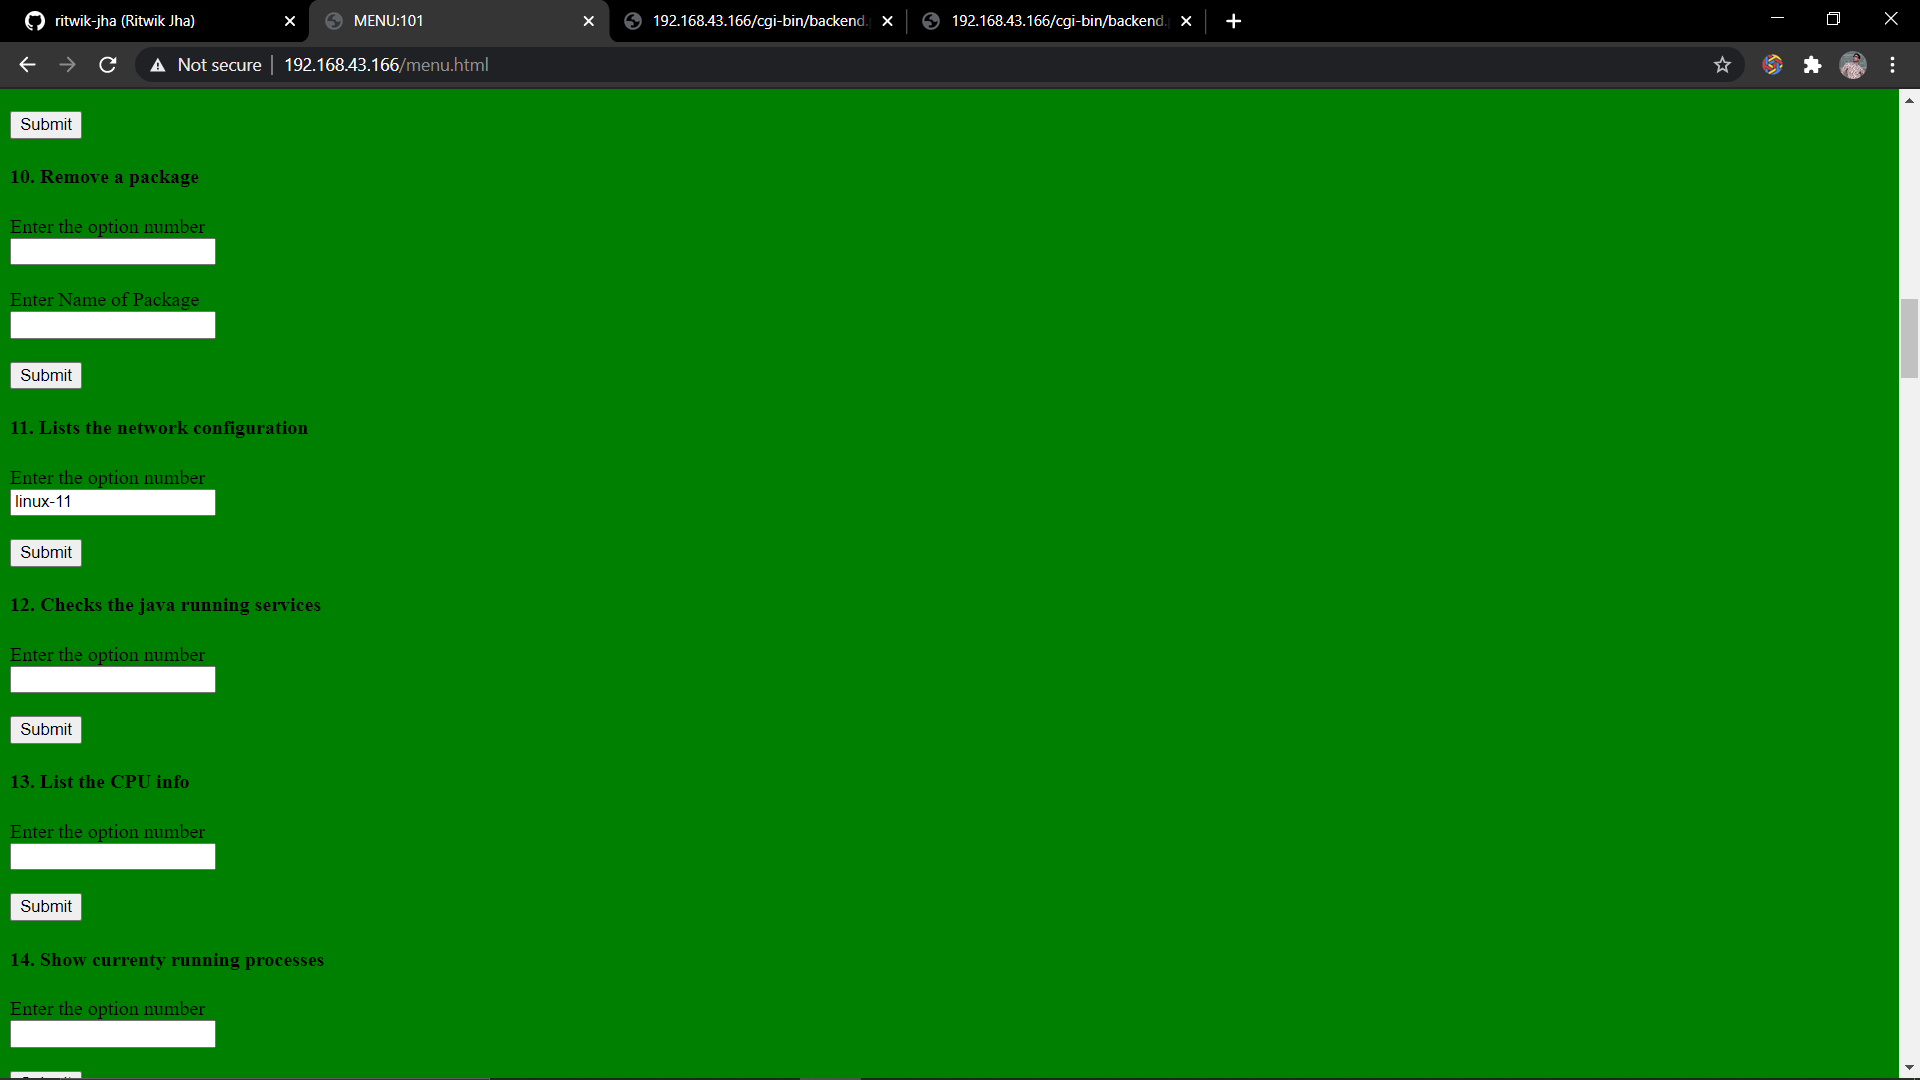 ritwik-jha (Ritwik Jha)
MENU:101
192.168.43.166/cgi-bin/backend.
192.168.43.166/cgi-bin/backend.
Not secure
192.168.43.166/menu.html
Submit
10. Remove a package
Enter the option number
Enter Name of Package
Submit
11. Lists the network configuration
Enter the option number
linux-11
Submit
12. Checks the java running services
Enter the option number
Submit
13. List the CPU info
Enter the option number
Submit
14. Show currenty running processes
Enter the option number